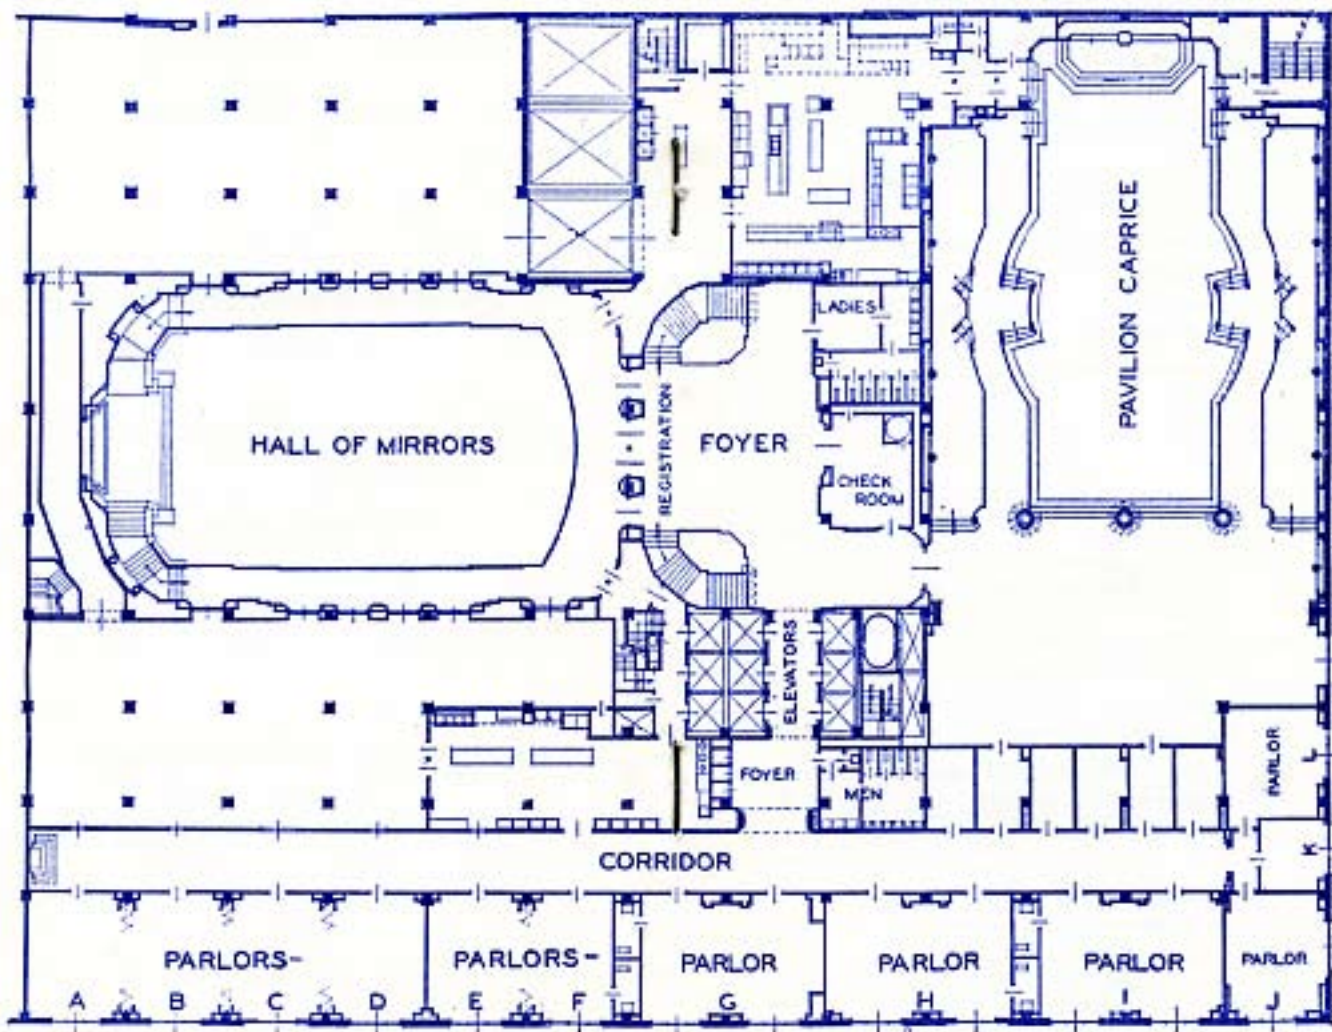 LADIES
PAVILION CAPRICE
HALL OF MIRRORS
REGISTRATION
FOYER
CHECK
ROOM
ELEVATORS
FOYER
MEN
PARLOR
L
CORRIDOR
K
PARLORS-
A B C D
PARLORS-
E F
PARLOR
G
PARLOR
H
PARLOR
I
PARLOR
J